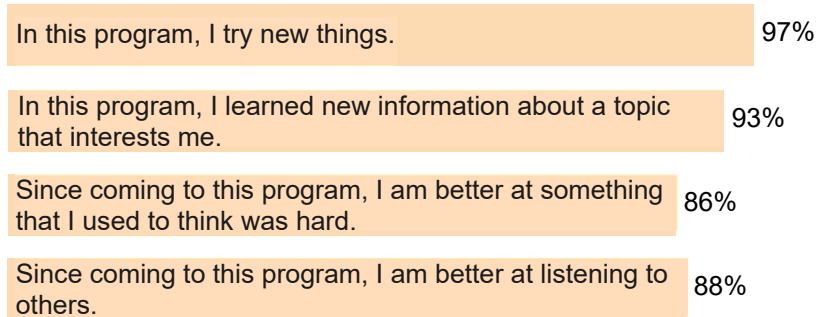 In this program, I try new things.
97%
In this program, I learned new information about a topic
that interests me.
93%
Since coming to this program, I am better at something
that I used to think was hard.
86%
Since coming to this program, I am better at listening to
others.
88%